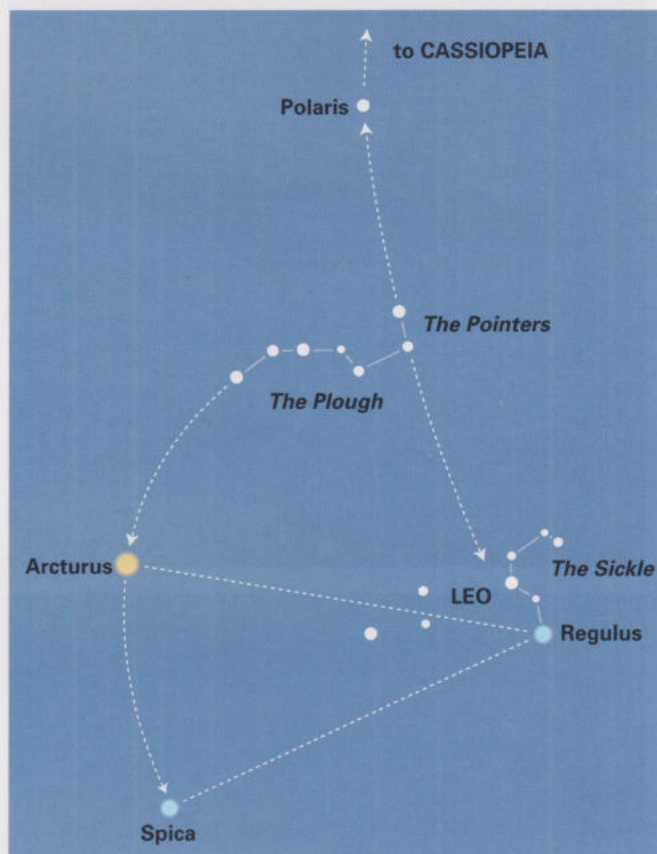 to CASSIOPEIA
Polaris
The Pointers
The Plough
Arcturus
The Sickle
LEO
Regulus
Spica